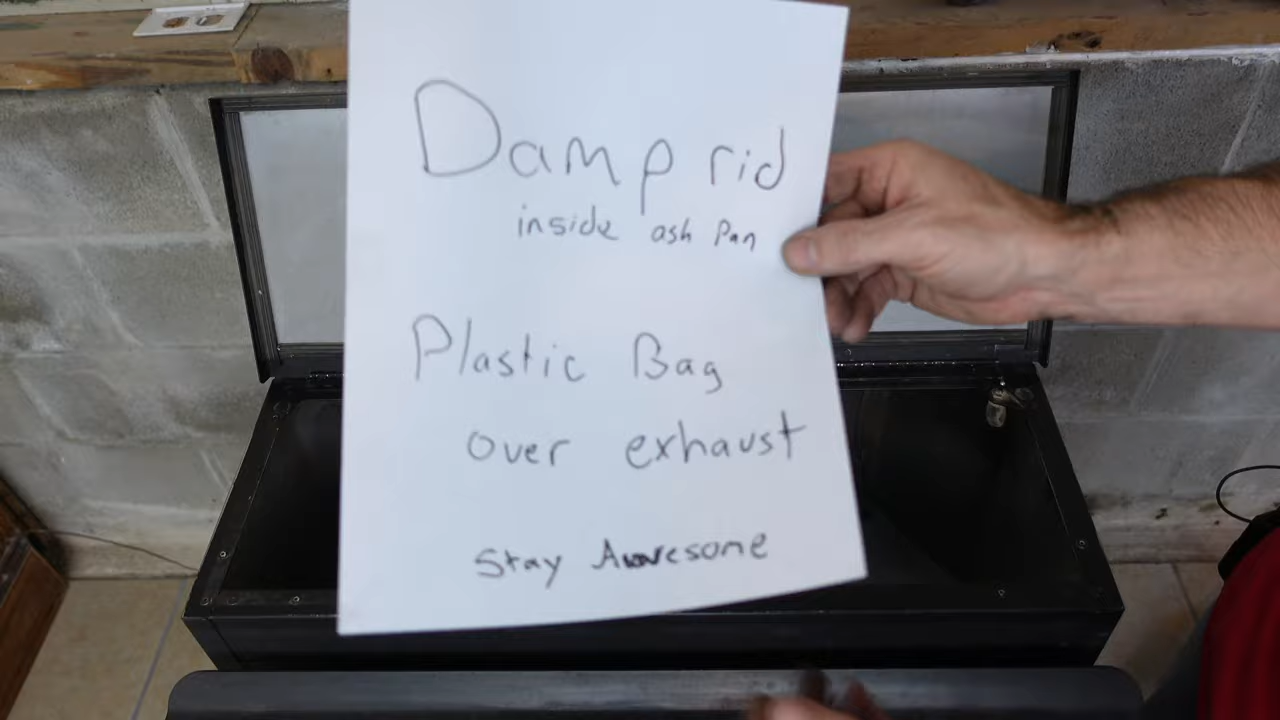 Damp rid
inside ash Pan
Plastic Bag
over exhaust
Stay Awesome